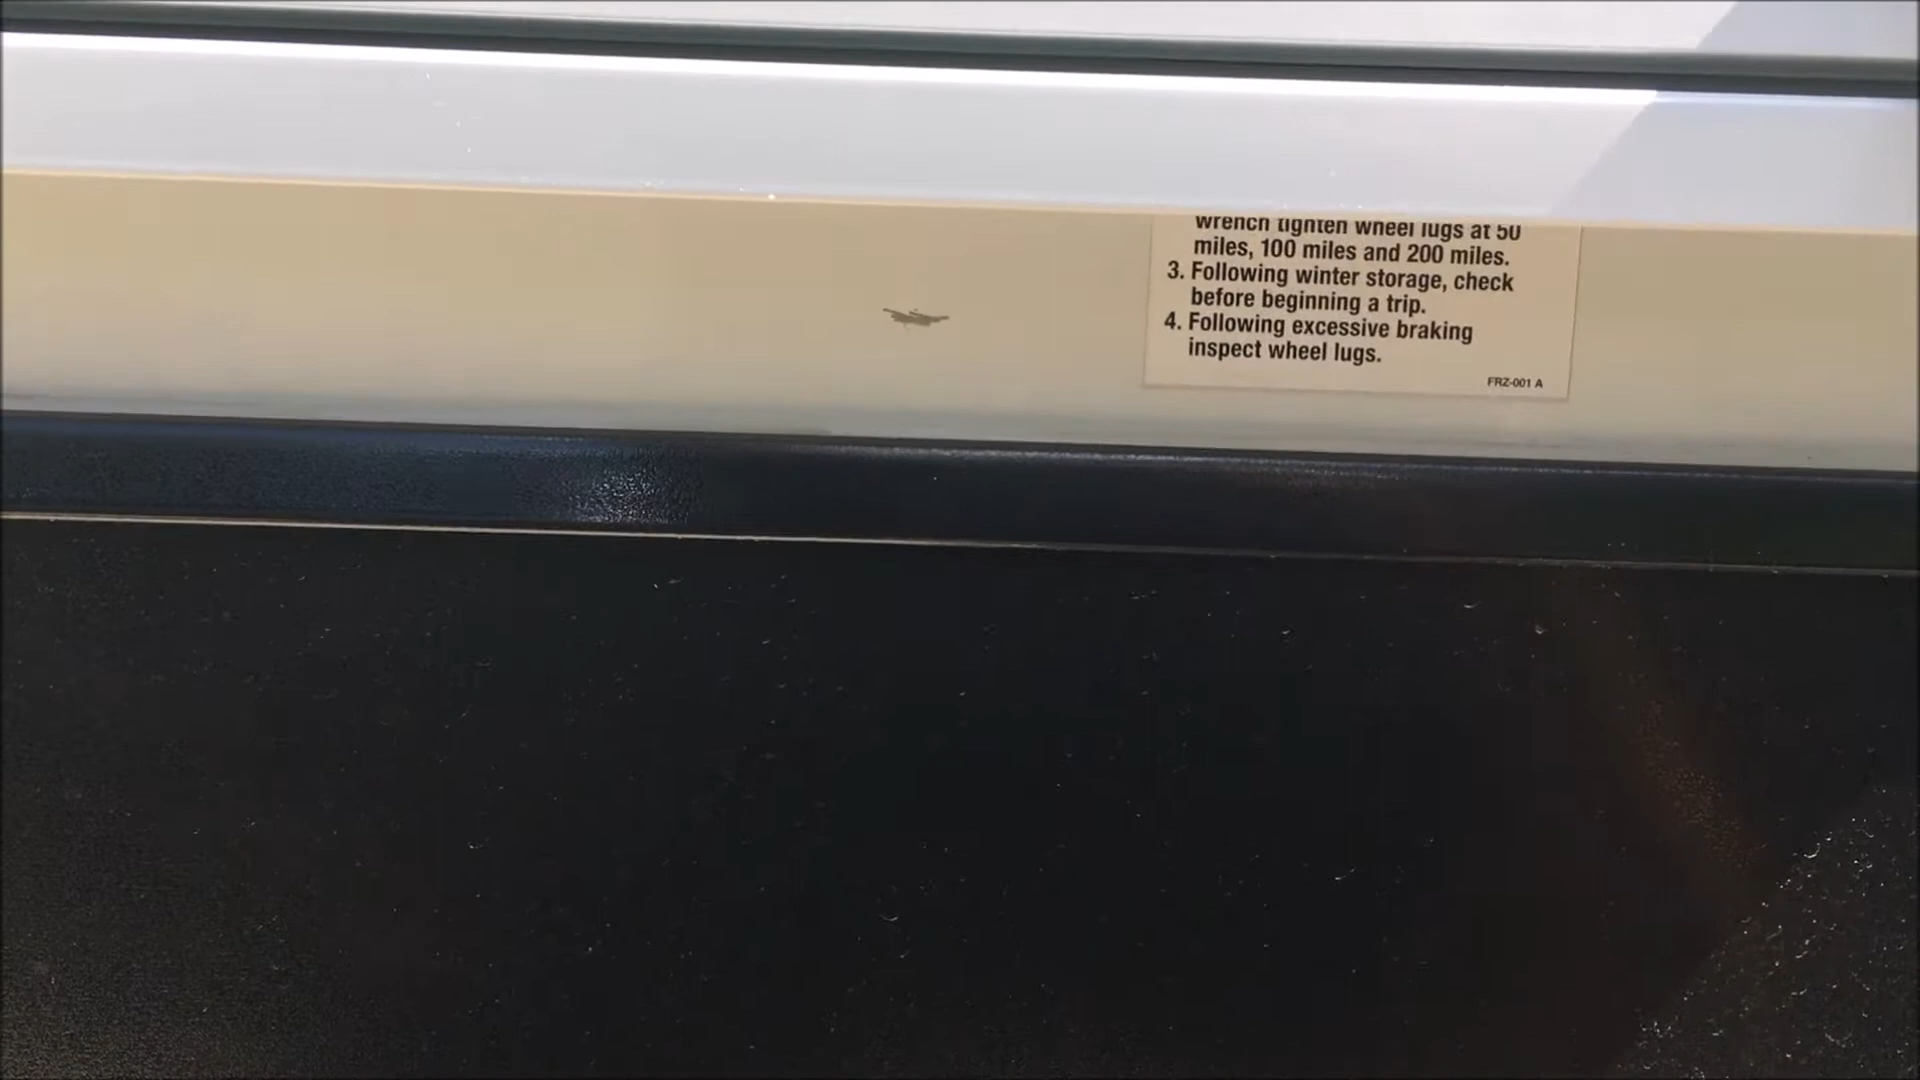 wrench tighten wheel lugs at 50
miles, 100 miles and 200 miles.
3. Following winter storage, check
before beginning a trip.
4. Following excessive braking
inspect wheel lugs.
FRZ-001 A